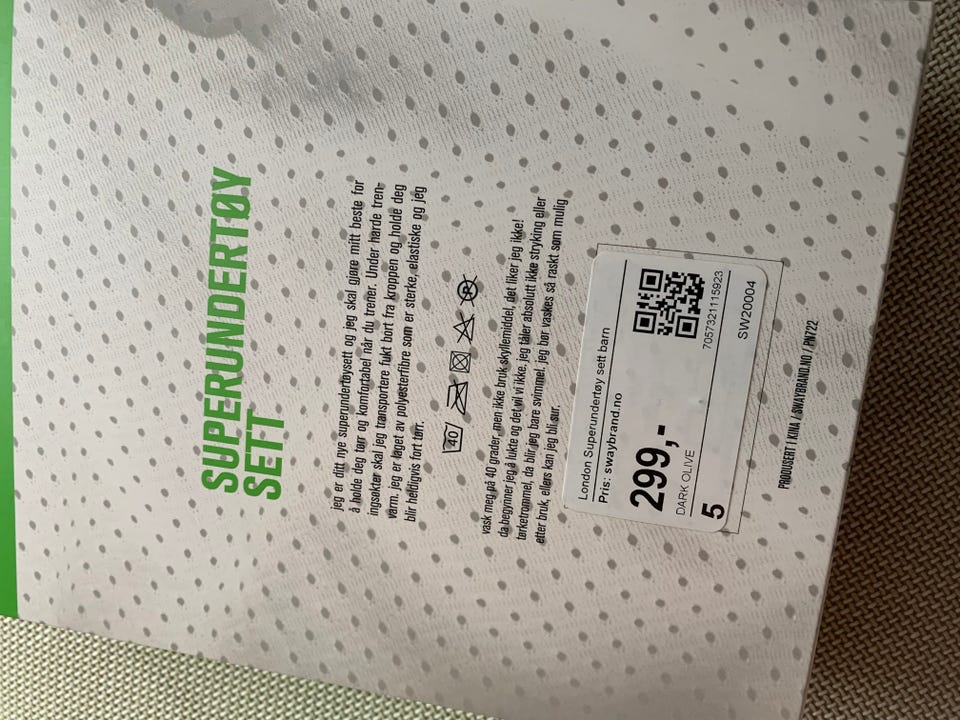 SUPERUNDERTØY
SETT
jeg er ditt nye superundertøysett og jeg skal gjøre mitt beste for
å holde deg tørr og komfortabel når du trener. Under harde tren-
ingsøkter skal jeg transportere fukt bort fra kroppen og holde deg
varm. jeg er laget av polyesterfibre som er sterke, elastiske og jeg
blir heldigvis fort tørr.
40 P
vask meg på 40 grader, men ikke bruk skyllemiddel, det liker jeg ikke!
da begynner jeg å lukte og det vil vi ikke. jeg tåler absolutt ikke stryking eller
tørketrommel, da blir jeg bare svimmel. jeg bør vaskes så raskt som mulig
etter bruk, ellers kan jeg bli sur.
London Superundertøy sett barn
Pris: swaybrand.no
299,-
DARK OLIVE
7057321115923
5
SW20004
PRODUSERT I KINA / SWAYBRAND.NO / PN722